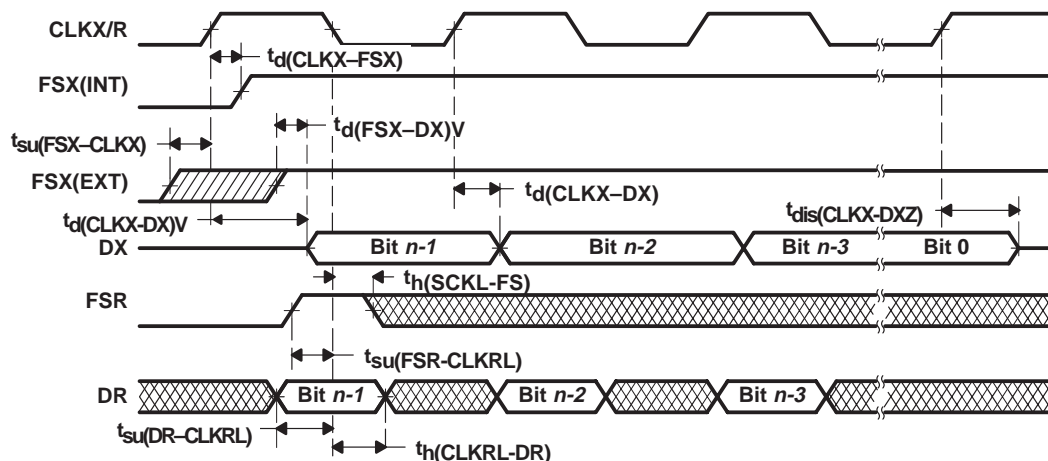 CLKX/R
td(CLKX–FSX)
FSX(INT)
tsu(FSX–CLKX)
td(FSX–DX)V
FSX(EXT)
td(CLKX–DX)
td(CLKX-DX)V
tdis(CLKX-DXZ)
DX
Bit n-1
Bit n-2
Bit n-3
Bit 0
th(SCKL-FS)
FSR
tsu(FSR-CLKRL)
DR
Bit n-1
Bit n-2
Bit n-3
tsu(DR–CLKRL)
th(CLKRL-DR)